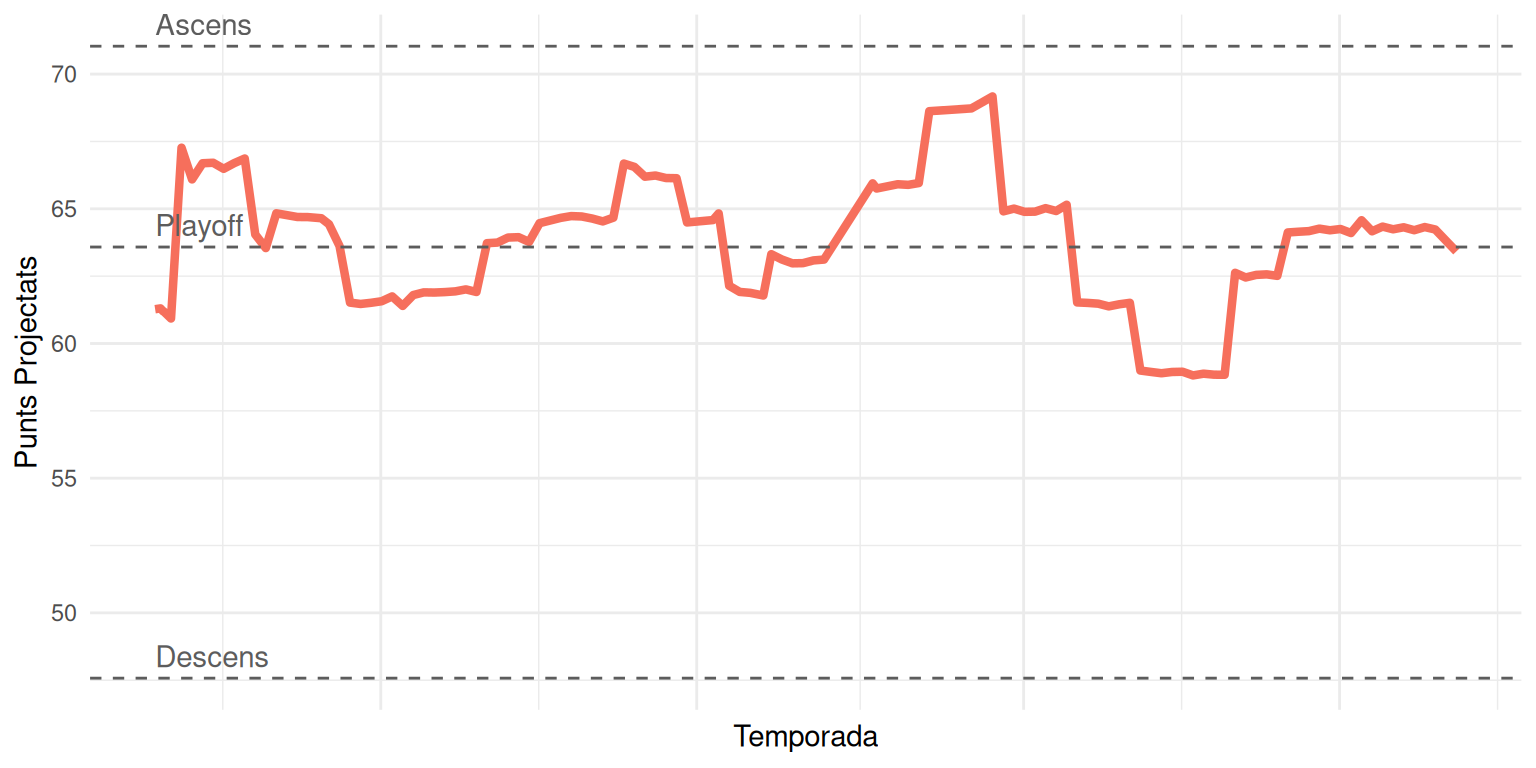 Ascens
70
65
Playoff
60
55
50
Descens
Punts Projectats
Temporada